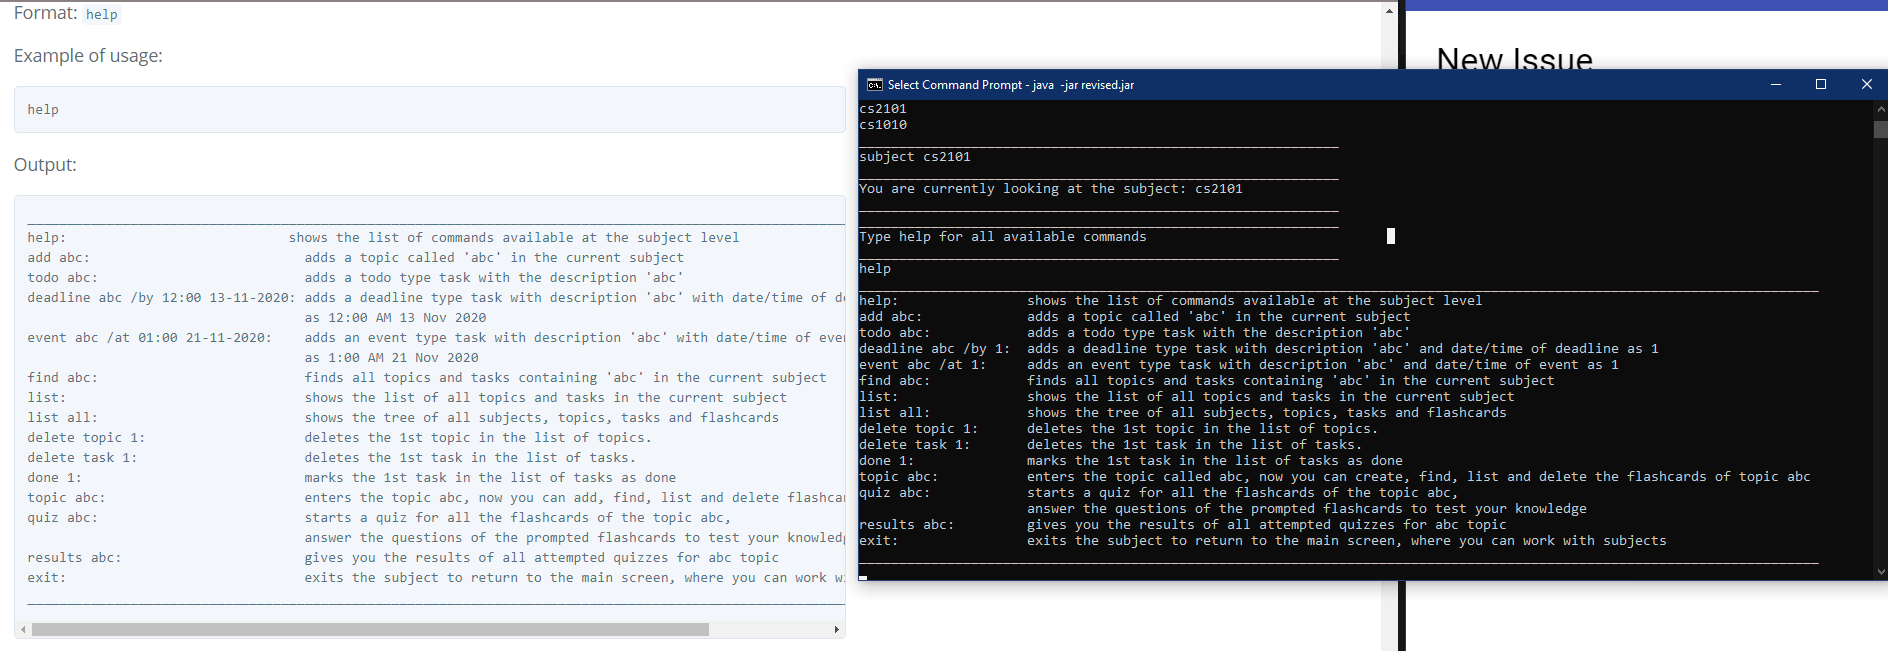 Format: help
Example of usage:
help
Output:
help: shows the list of commands available at the subject level
add abc: adds a topic called 'abc' in the current subject
todo abc: adds a todo type task with the description 'abc'
deadline abc /by 12:00 13-11-2020: adds a deadline type task with description 'abc' with date/time of d
as 12:00 AM 13 Nov 2020
event abc /at 01:00 21-11-2020: adds an event type task with description 'abc' with date/time of eve
as 1:00 AM 21 Nov 2020
find abc: finds all topics and tasks containing 'abc' in the current subject
list: shows the list of all topics and tasks in the current subject
list all: shows the tree of all subjects, topics, tasks and flashcards
delete topic 1: deletes the 1st topic in the list of topics.
delete task 1: deletes the 1st task in the list of tasks.
done 1: marks the 1st task in the list of tasks as done
topic abc: enters the topic abc, now you can add, find, list and delete flashca
quiz abc: starts a quiz for all the flashcards of the topic abc,
answer the questions of the prompted flashcards to test your knowled
results abc: gives you the results of all attempted quizzes for abc topic
exit: exits the subject to return to the main screen, where you can work w
New Issue
Select Command Prompt - java -jar revised.jar
cs2101
cs1010
subject cs2101
You are currently looking at the subject: cs2101
Type help for all available commands
help
help: shows the list of commands available at the subject level
add abc: adds a topic called 'abc' in the current subject
todo abc: adds a todo type task with the description 'abc'
deadline abc /by 1: adds a deadline type task with description 'abc' and date/time of deadline as 1
event abc /at 1: adds an event type task with description 'abc' and date/time of event as 1
find abc: finds all topics and tasks containing 'abc' in the current subject
list: shows the list of all topics and tasks in the current subject
list all: shows the tree of all subjects, topics, tasks and flashcards
delete topic 1: deletes the 1st topic in the list of topics.
delete task 1: deletes the 1st task in the list of tasks.
done 1: marks the 1st task in the list of tasks as done
topic abc: enters the topic called abc, now you can create, find, list and delete the flashcards of topic abc
quiz abc: starts a quiz for all the flashcards of the topic abc,
answer the questions of the prompted flashcards to test your knowledge
results abc: gives you the results of all attempted quizzes for abc topic
exit: exits the subject to return to the main screen, where you can work with subjects